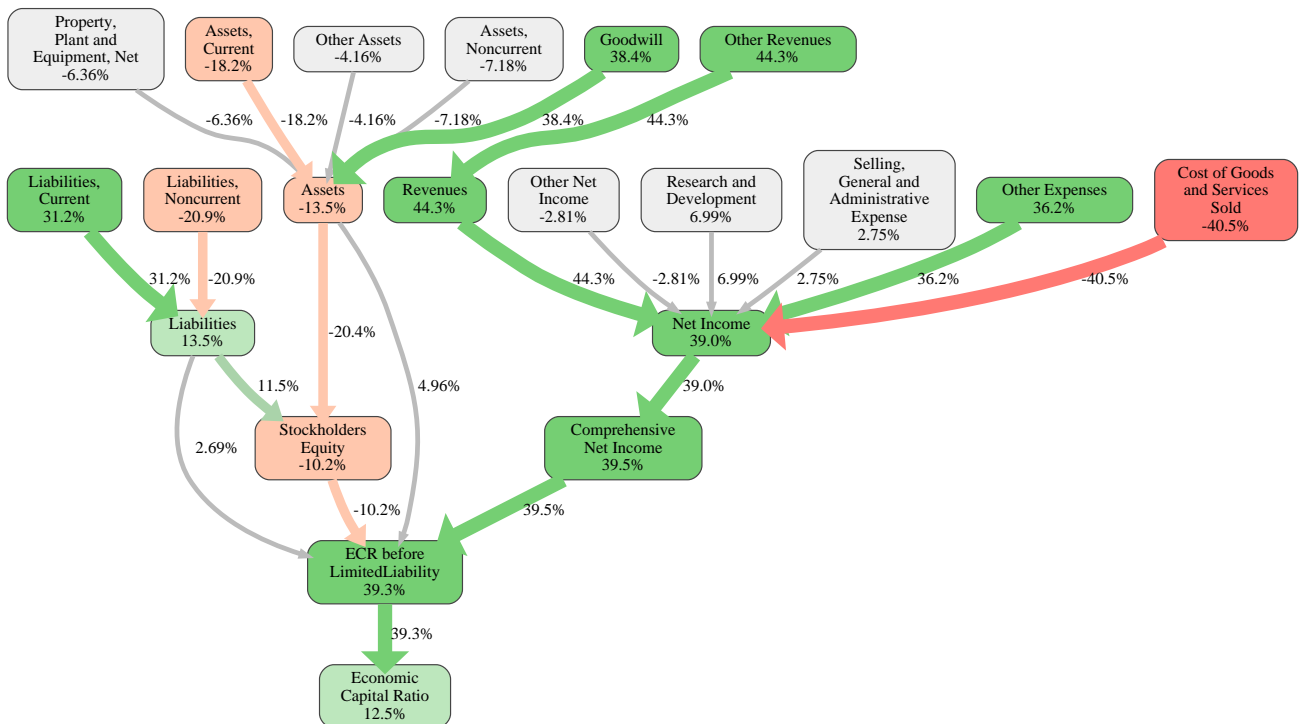 Property,
Plant and
Equipment, Net
-6.36%
Assets,
Current
-18.2%
Other Assets
-4.16%
Assets,
Noncurrent
-7.18%
Goodwill
38.4%
Other Revenues
44.3%
-6.36%
-18.2%
-4.16%
-7.18%
38.4%
44.3%
Liabilities,
Current
31.2%
Liabilities,
Noncurrent
-20.9%
Assets
-13.5%
Revenues
44.3%
Other Net
Income
-2.81%
Research and
Development
6.99%
Selling,
General and
Administrative
Expense
2.75%
Other Expenses
36.2%
Cost of Goods
and Services
Sold
-40.5%
31.2%
-20.9%
44.3%
-2.81%
6.99%
2.75%
36.2%
-40.5%
Liabilities
13.5%
-20.4%
Net Income
39.0%
11.5%
4.96%
39.0%
2.69%
Stockholders
Equity
-10.2%
Comprehensive
Net Income
39.5%
-10.2%
39.5%
ECR before
LimitedLiability
39.3%
39.3%
Economic
Capital Ratio
12.5%